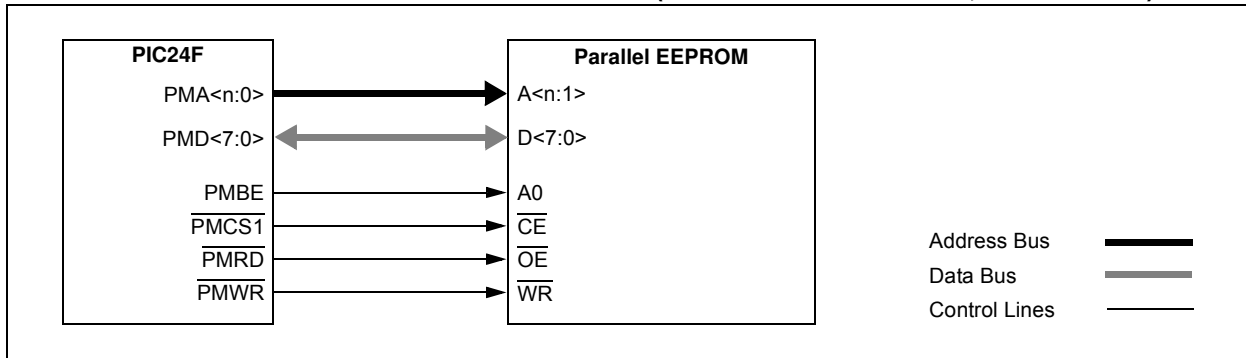 PIC24F
Parallel EEPROM
PMA<n:0>
A<n:1>
PMD<7:0>
D<7:0>
PMBE
A0
PMCS1
CE
PMRD
OE
PMWR
WR
Address Bus
Data Bus
Control Lines